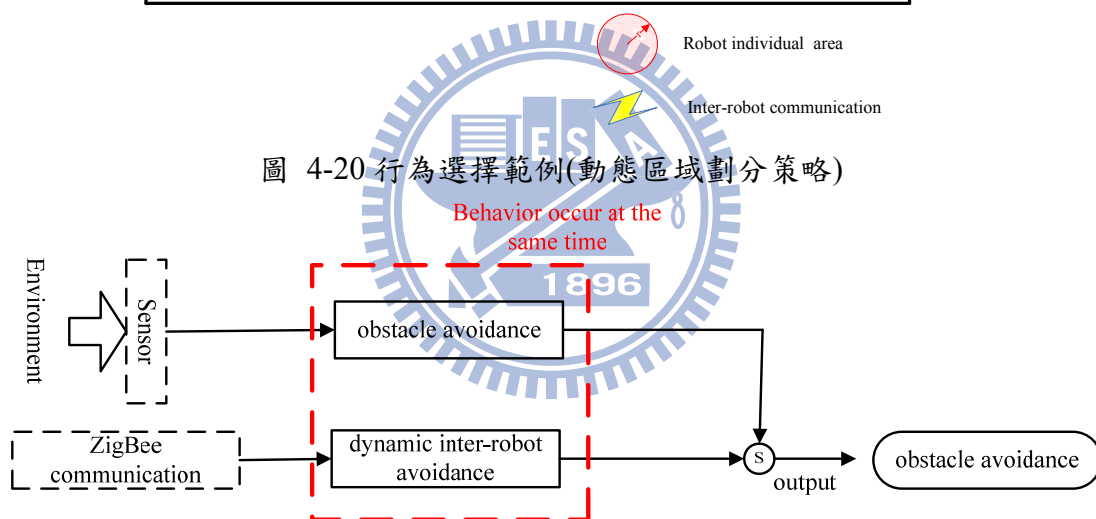 r
Robot individual area
Inter-robot communication
E S A
圖 4-20 行為選擇範例(動態區域劃分策略)
8
Behavior occur at the
same time
1896
Environment
Sensor
obstacle avoidance
ZigBee
communication
dynamic inter-robot
avoidance
S
output
obstacle avoidance